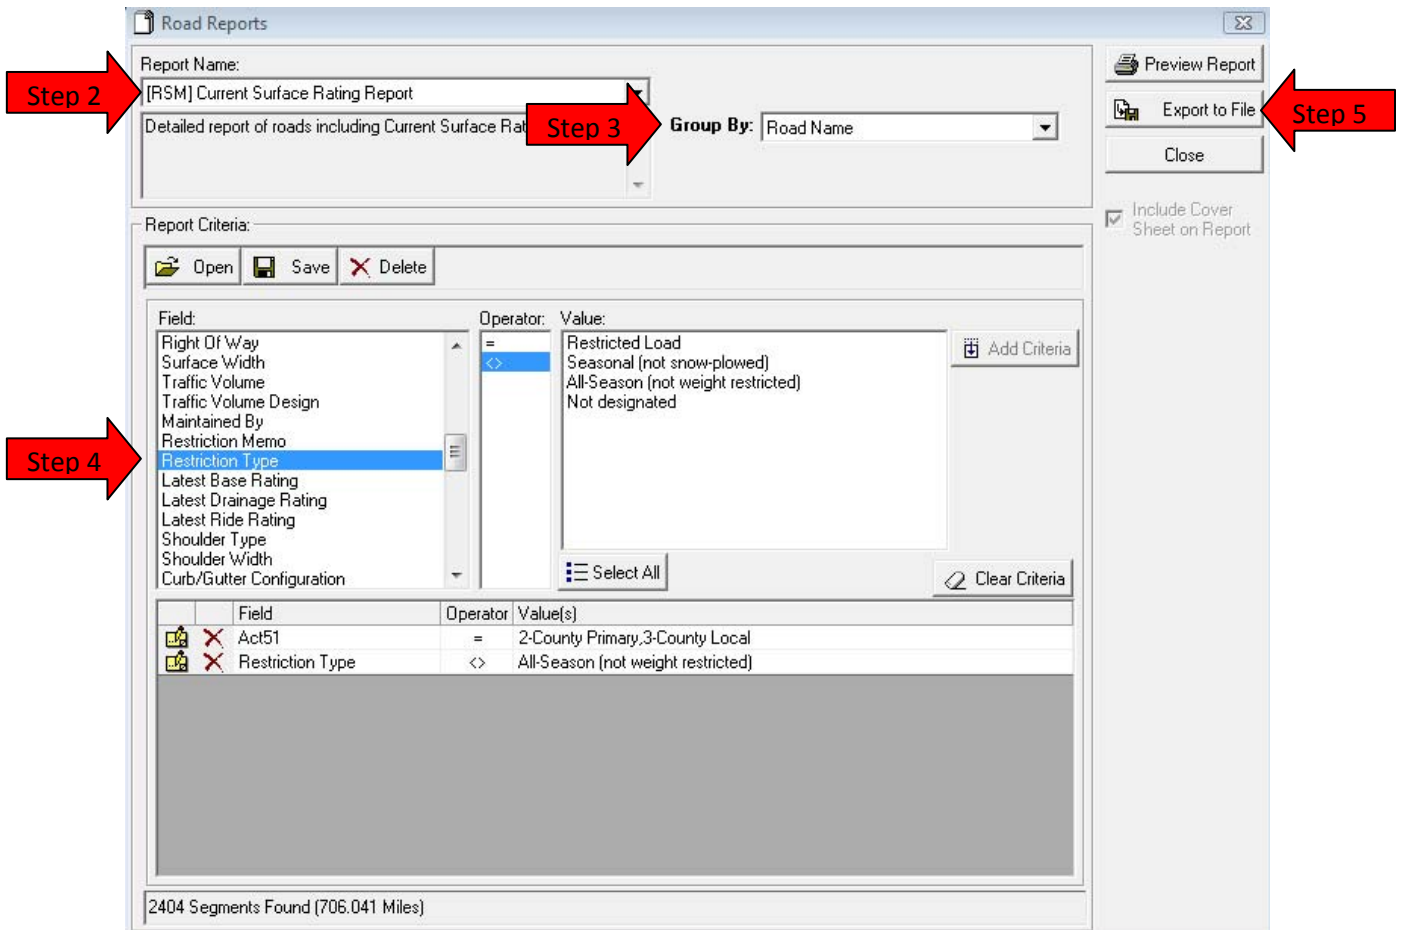 Road Reports
Report Name:
Step 2
[RSM] Current Surface Rating Report
Detailed report of roads including Current Surface Rat
Step 3
Group By:
Road Name
Preview Report
Export to File
Step 5
Close
Include Cover
Sheet on Report
Report Criteria:
Open
Save
Delete
Field:
Operator:
Value:
Right Of Way
Surface Width
Traffic Volume
Traffic Volume Design
Maintained By
Restriction Memo
Restriction Type
Latest Base Rating
Latest Drainage Rating
Latest Ride Rating
Shoulder Type
Shoulder Width
Curb/Gutter Configuration
Step 4
=
<>
Restricted Load
Seasonal (not snow-plowed)
All-Season (not weight restricted)
Not designated
Add Criteria
Select All
Clear Criteria
Field Operator Value(s)
Act51 = 2-County Primary,3-County Local
Restriction Type <> All-Season (not weight restricted)
2404 Segments Found (706.041 Miles)